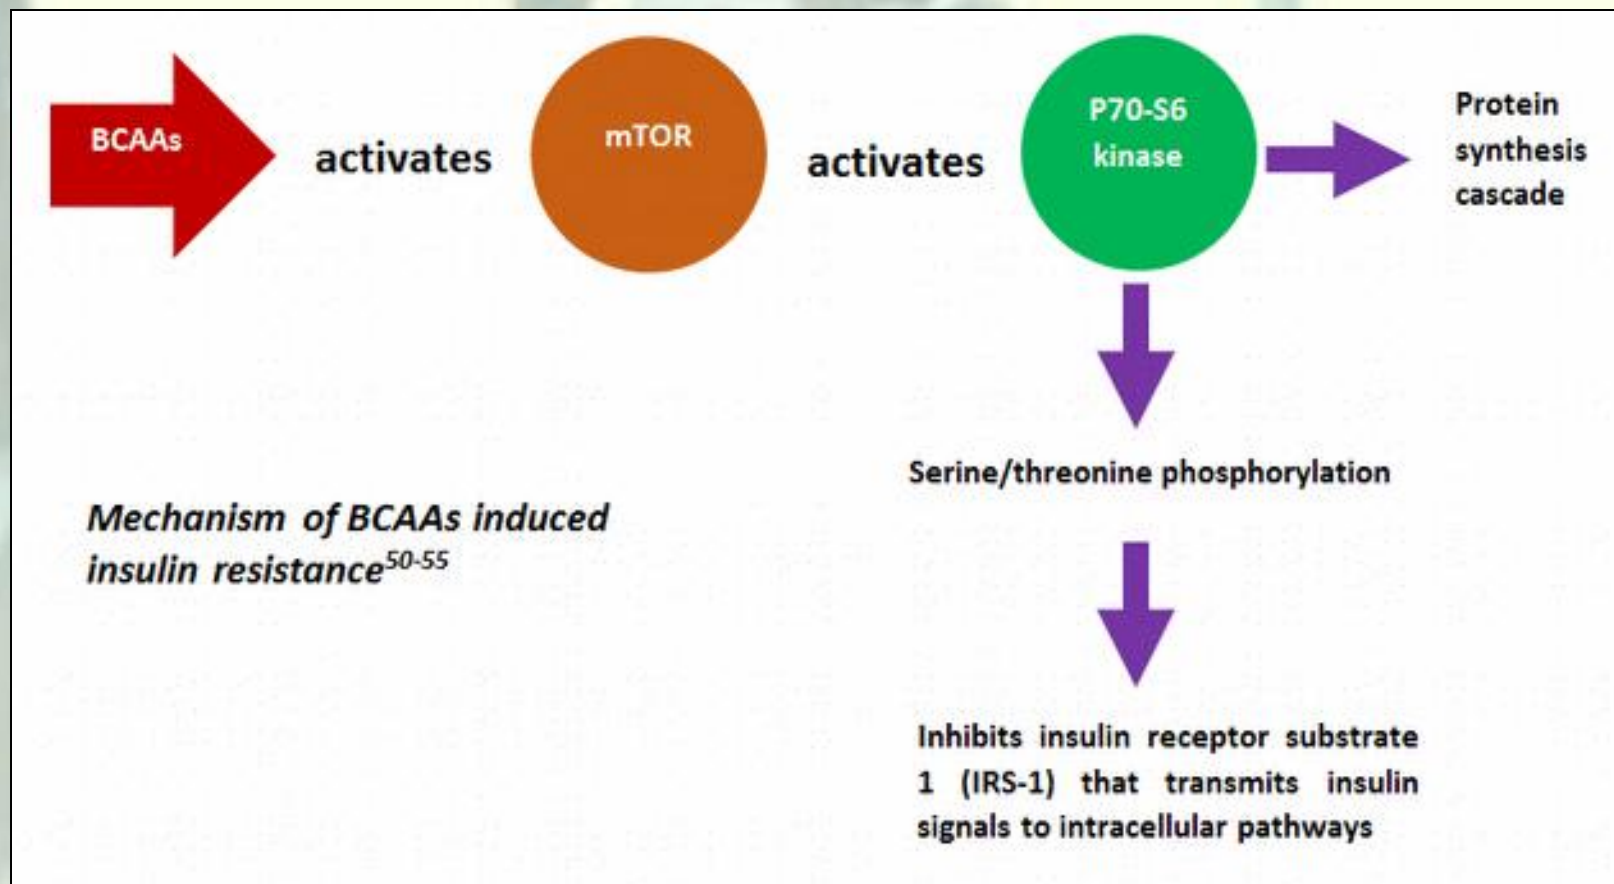 BCAAs
activates
mTOR
activates
P70-S6
kinase
Protein
synthesis
cascade
Serine/threonine phosphorylation
Mechanism of BCAAs induced
insulin resistance50-55
Inhibits insulin receptor substrate
1 (IRS-1) that transmits insulin
signals to intracellular pathways